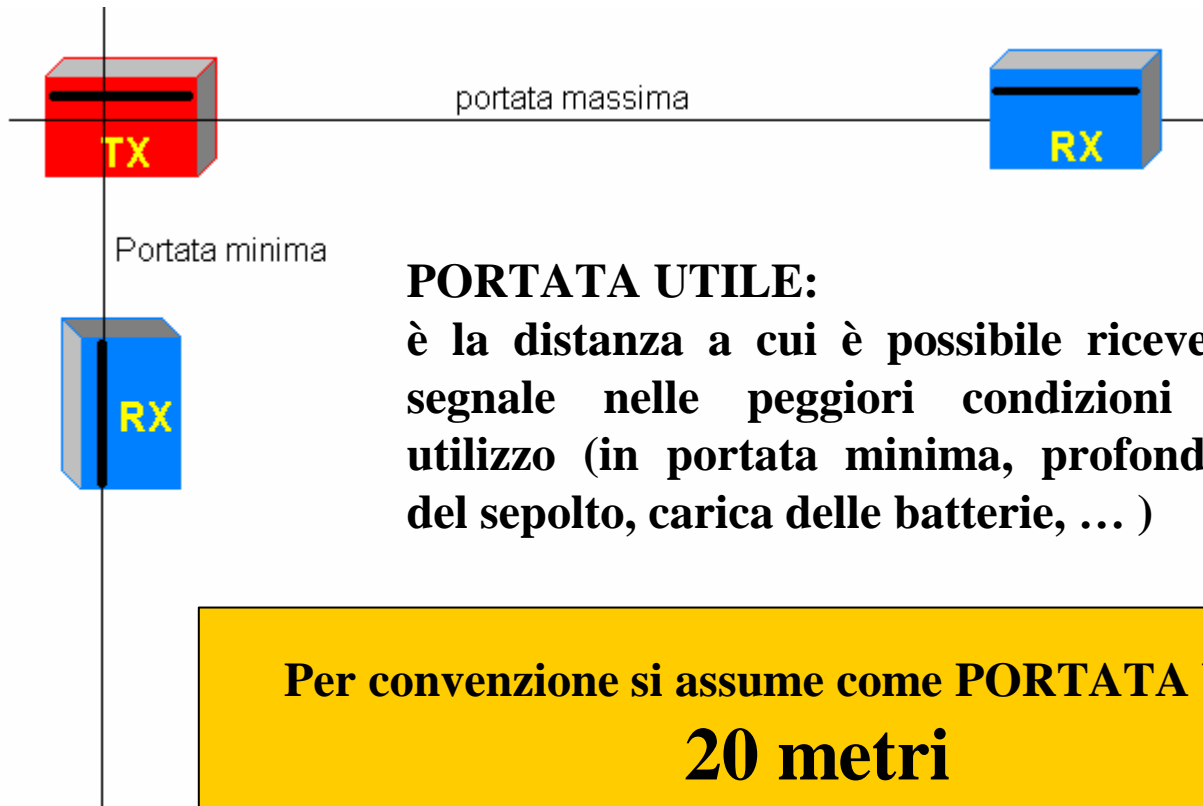 portata massima
TX
RX
Portata minima
RX
PORTATA UTILE:
è la distanza a cui è possibile riceve
segnale nelle peggiori condizioni
utilizzo (in portata minima, profond
del sepolto, carica delle batterie, … )
Per convenzione si assume come PORTATA
20 metri